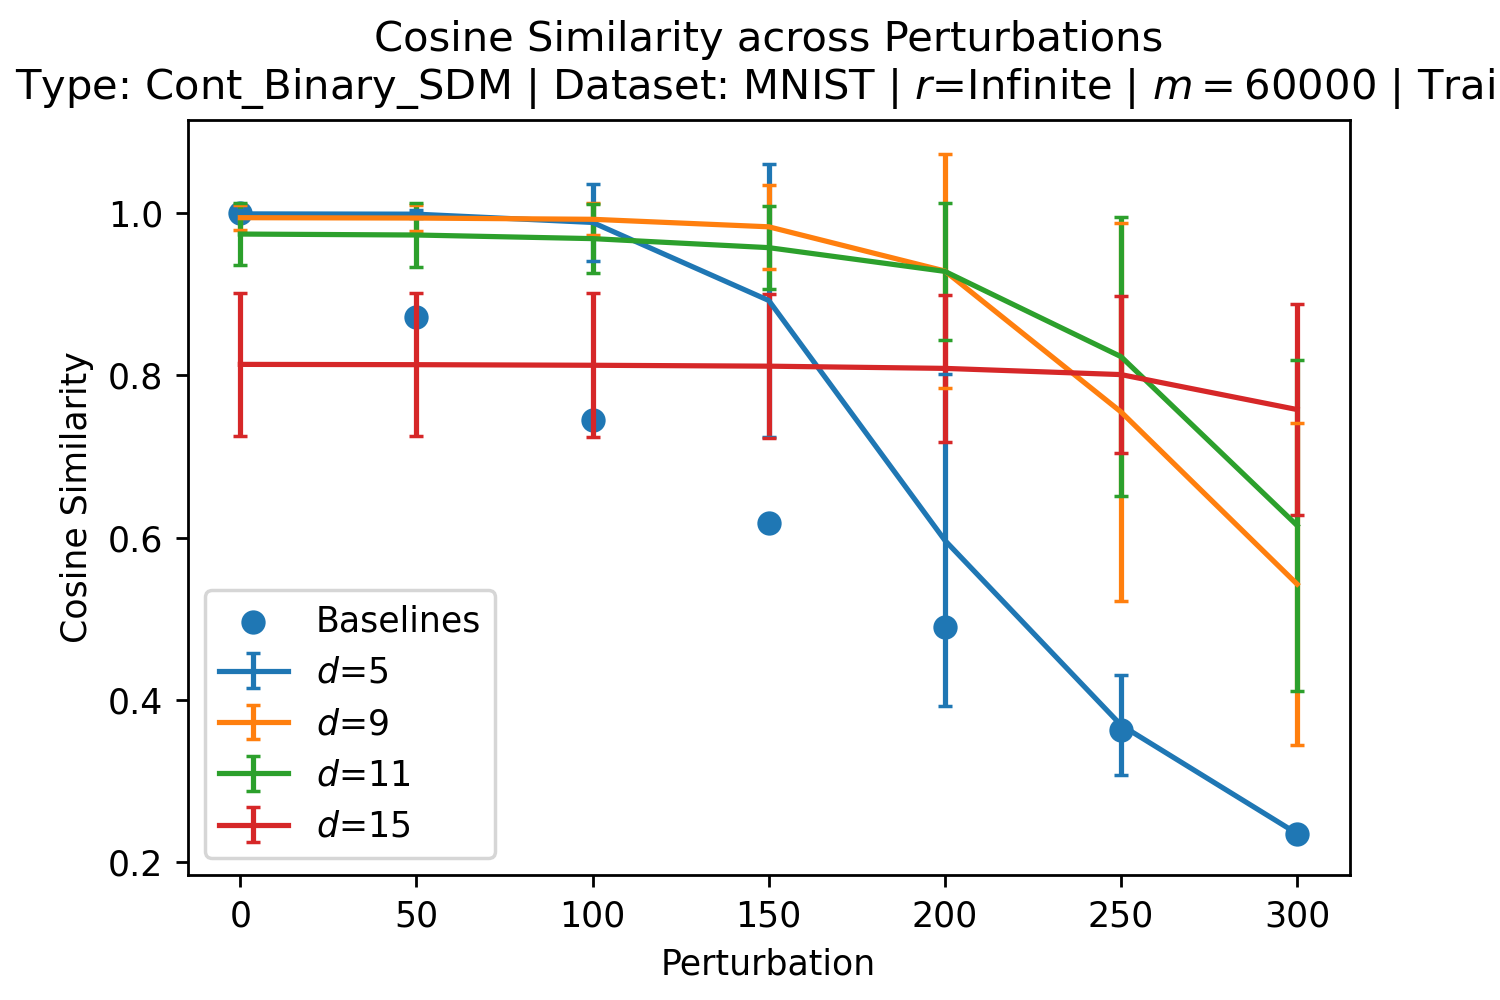 Cosine Similarity across Perturbations
Type: Cont_Binary_SDM | Dataset: MNIST | r=Infinite | m = 60000 | Trai
Cosine Similarity
1.0
0.8
0.6
0.4
0.2
Baselines
d=5
d=9
d=11
d=15
0 50 100 150 200 250 300
Perturbation